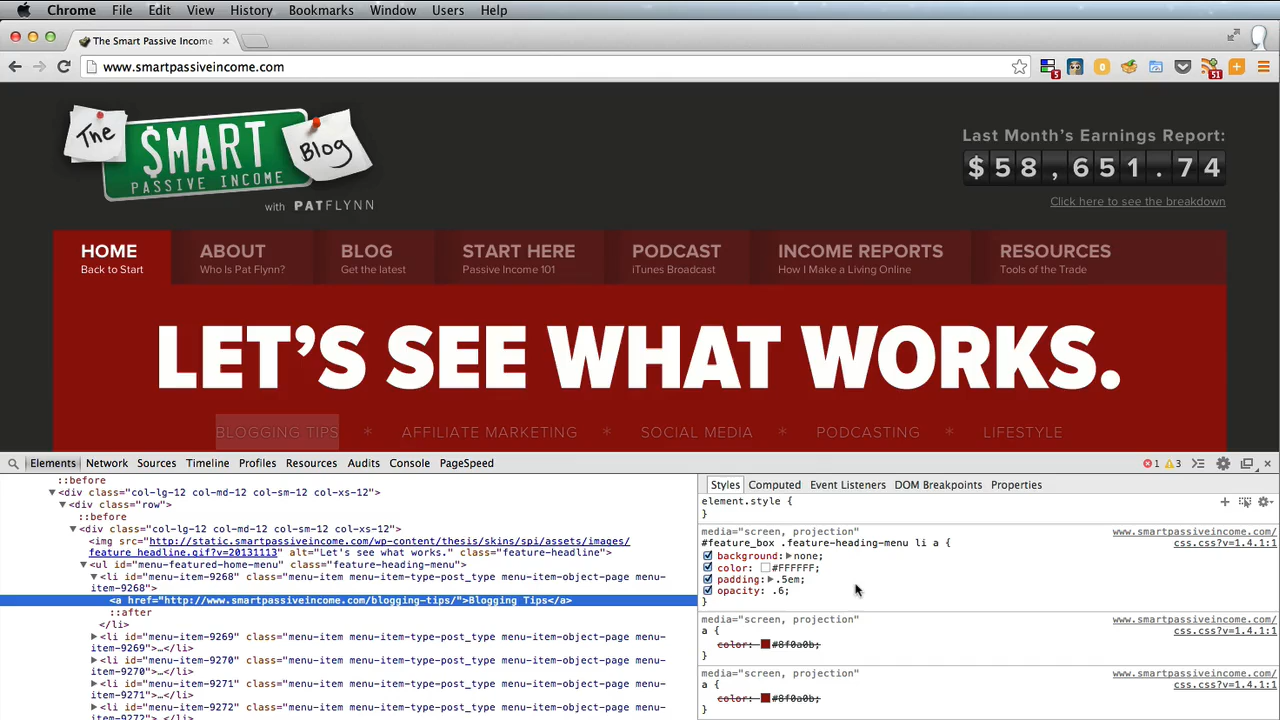 Chrome File Edit View History Bookmarks Window Users Help
The Smart Passive Income ×
www.smartpassiveincome.com
5 0 51
The $MART Blog
PASSIVE INCOME
with PATFLYNN
Last Month's Earnings Report:
$58,651.74
Click here to see the breakdown
HOME ABOUT BLOG START HERE PODCAST INCOME REPORTS RESOURCES
Back to Start Who Is Pat Flynn? Get the latest Passive Income 101 iTunes Broadcast How I Make a Living Online Tools of the Trade
LET'S SEE WHAT WORKS.
BLOGGING TIPS * AFFILIATE MARKETING * SOCIAL MEDIA * PODCASTING * LIFESTYLE
Elements Network Sources Timeline Profiles Resources Audits Console PageSpeed 1 3
::before
<div class="col-lg-12 col-md-12 col-sm-12 col-xs-12">
<div class="row">
::before
<div class="col-lg-12 col-md-12 col-sm-12 col-xs-12">
<img src="http://static.smartpassiveincome.com/wp-content/thesis/skins/spi/assets/images/
feature_headline.gif?v=20131113" alt="Let's see what works." class="feature-headline">
<ul id="menu-featured-home-menu" class="feature-heading-menu">
<li id="menu-item-9268" class="menu-item menu-item-type-post_type menu-item-object-page menu-
item-9268">
<a href="http://www.smartpassiveincome.com/blogging-tips/">Blogging Tips</a>
::after
</li>
<li id="menu-item-9269" class="menu-item menu-item-type-post_type menu-item-object-page menu-
item-9269">…</li>
<li id="menu-item-9270" class="menu-item menu-item-type-post_type menu-item-object-page menu-
item-9270">…</li>
<li id="menu-item-9271" class="menu-item menu-item-type-post_type menu-item-object-page menu-
item-9271">…</li>
<li id="menu-item-9272" class="menu-item menu-item-type-post_type menu-item-object-page menu-
item-9272">…</li>
Styles Computed Event Listeners DOM Breakpoints Properties
element.style {
}
media="screen, projection" www.smartpassiveincome.com/
#feature_box .feature-heading-menu li a { css.css?v=1.4.1:1
background: none;
color: #FFFFFF;
padding: .5em;
opacity: .6;
}
media="screen, projection" www.smartpassiveincome.com/
a { css.css?v=1.4.1:1
color: #8f0a0b;
}
media="screen, projection" www.smartpassiveincome.com/
a { css.css?v=1.4.1:1
color: #8f0a0b;
}